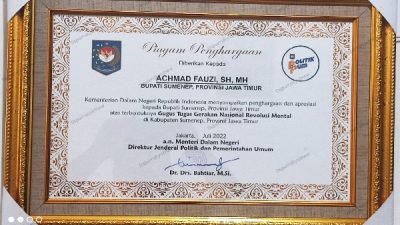 Piagam Penghargaan
Diberikan Kepada
ACHMAD FAUZI, SH, MH
BUPATI SUMENEP, PROVINSI JAWA TIMUR
Kementerian Dalam Negeri Republik Indonesia menyampaikan penghargaan dan apresiasi
kepada Bupati Sumenep, Provinsi Jawa Timur
atas terbentuknya Gugus Tugas Gerakan Nasional Revolusi Mental
di Kabupaten Sumenep, Provinsi Jawa Timur
Jakarta, Juli 2022
a.n. Menteri Dalam Negeri
Direktur Jenderal Politik dan Pemerintahan Umum
Dr. Drs. Bahtiar, M.Si.
POLITIK